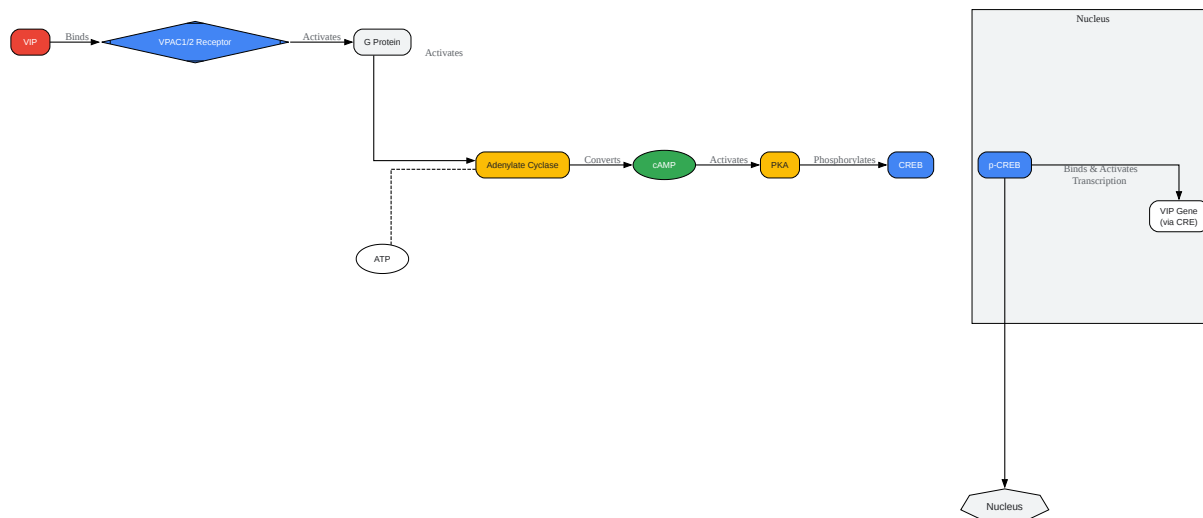 Nucleus
VIP
Binds
VPAC1/2 Receptor
Activates
G Protein
Activates
Adenylate Cyclase
Converts
cAMP
Activates
PKA
Phosphorylates
CREB
p-CREB
Binds & Activates
Transcription
VIP Gene
(via CRE)
ATP
Nucleus